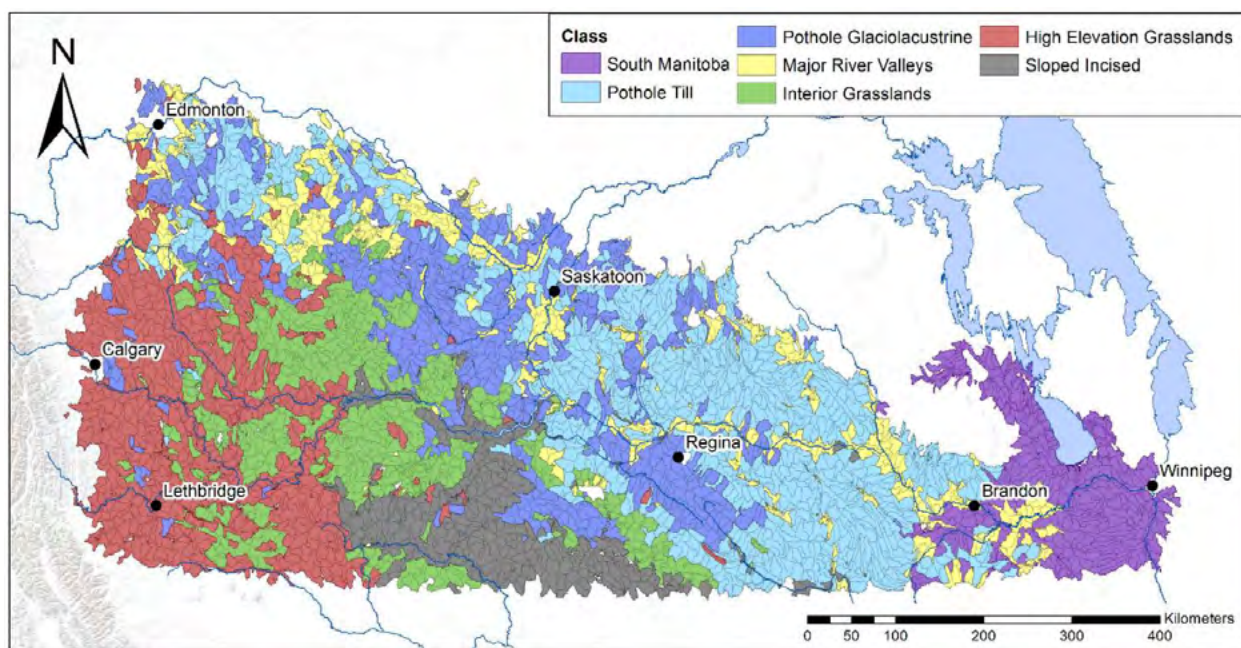 N
Class
South Manitoba
Pothole Till
Pothole Glaciolacustrine
Major River Valleys
Interior Grasslands
High Elevation Grasslands
Sloped Incised
Edmonton
Saskatoon
Calgary
Regina
Winnipeg
Lethbridge
Brandon
Kilometers
0 25 50 100 200 300 400